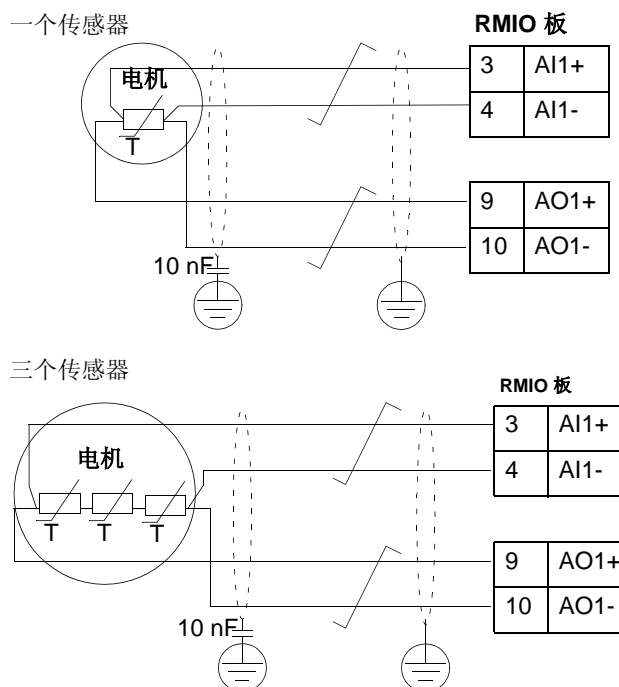 一个传感器
RMIO 板
电机
3 AI1+
4 AI1-
T
9 AO1+
10 AO1-
10 nF
三个传感器
RMIO 板
3 AI1+
电机
4 AI1-
T T T
9 AO1+
10 AO1-
10 nF